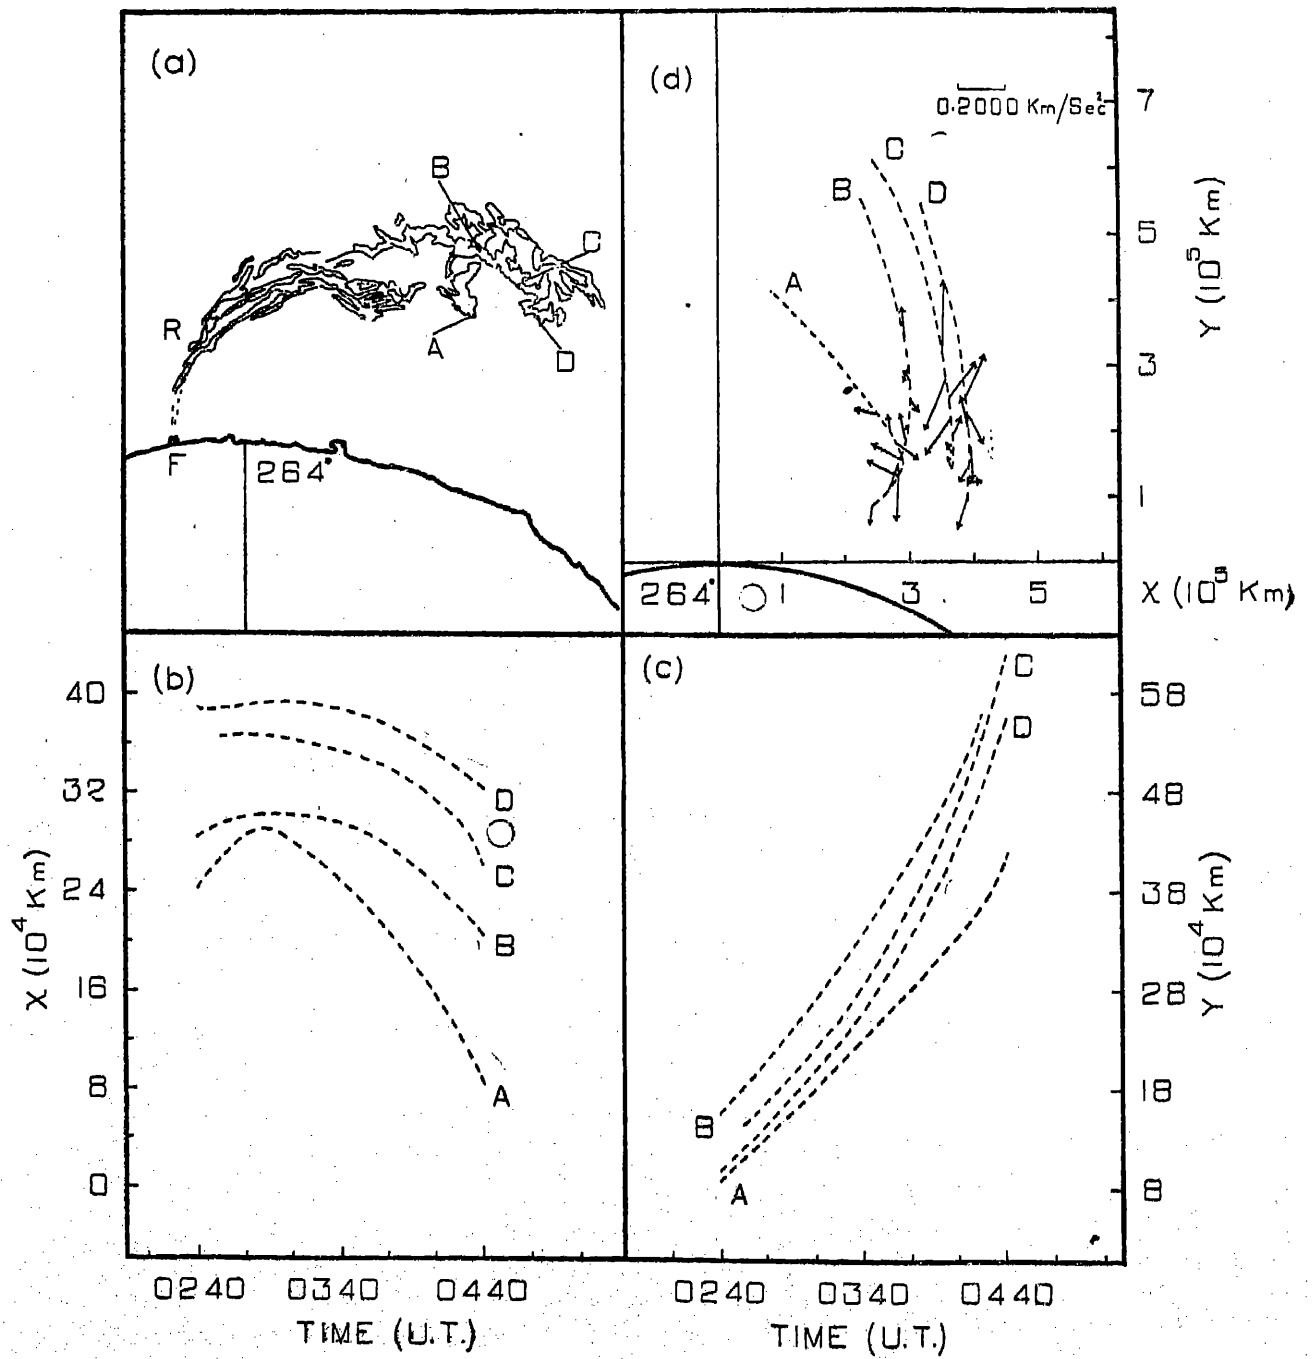 (a)
B
C
R
A
D
F
264°
(d)
0.2000 Km/Sec²
C
B
D
A
7
5
3
1
Y (10⁵ Km)
264°
1
3
5
X (10⁵ Km)
(b)
40
32
24
16
8
0
X (10⁴ Km)
D
C
B
A
0240
0340
0440
TIME (U.T.)
(c)
C
D
B
A
58
48
38
28
18
8
Y (10⁴ Km)
0240
0340
0440
TIME (U.T.)